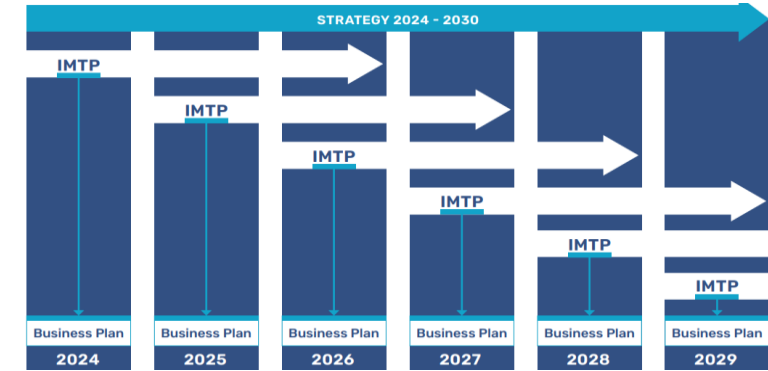 STRATEGY 2024 - 2030
IMTP
IMTP
IMTP
IMTP
IMTP
IMTP
Business Plan Business Plan Business Plan Business Plan Business Plan Business Plan
2024 2025 2026 2027 2028 2029